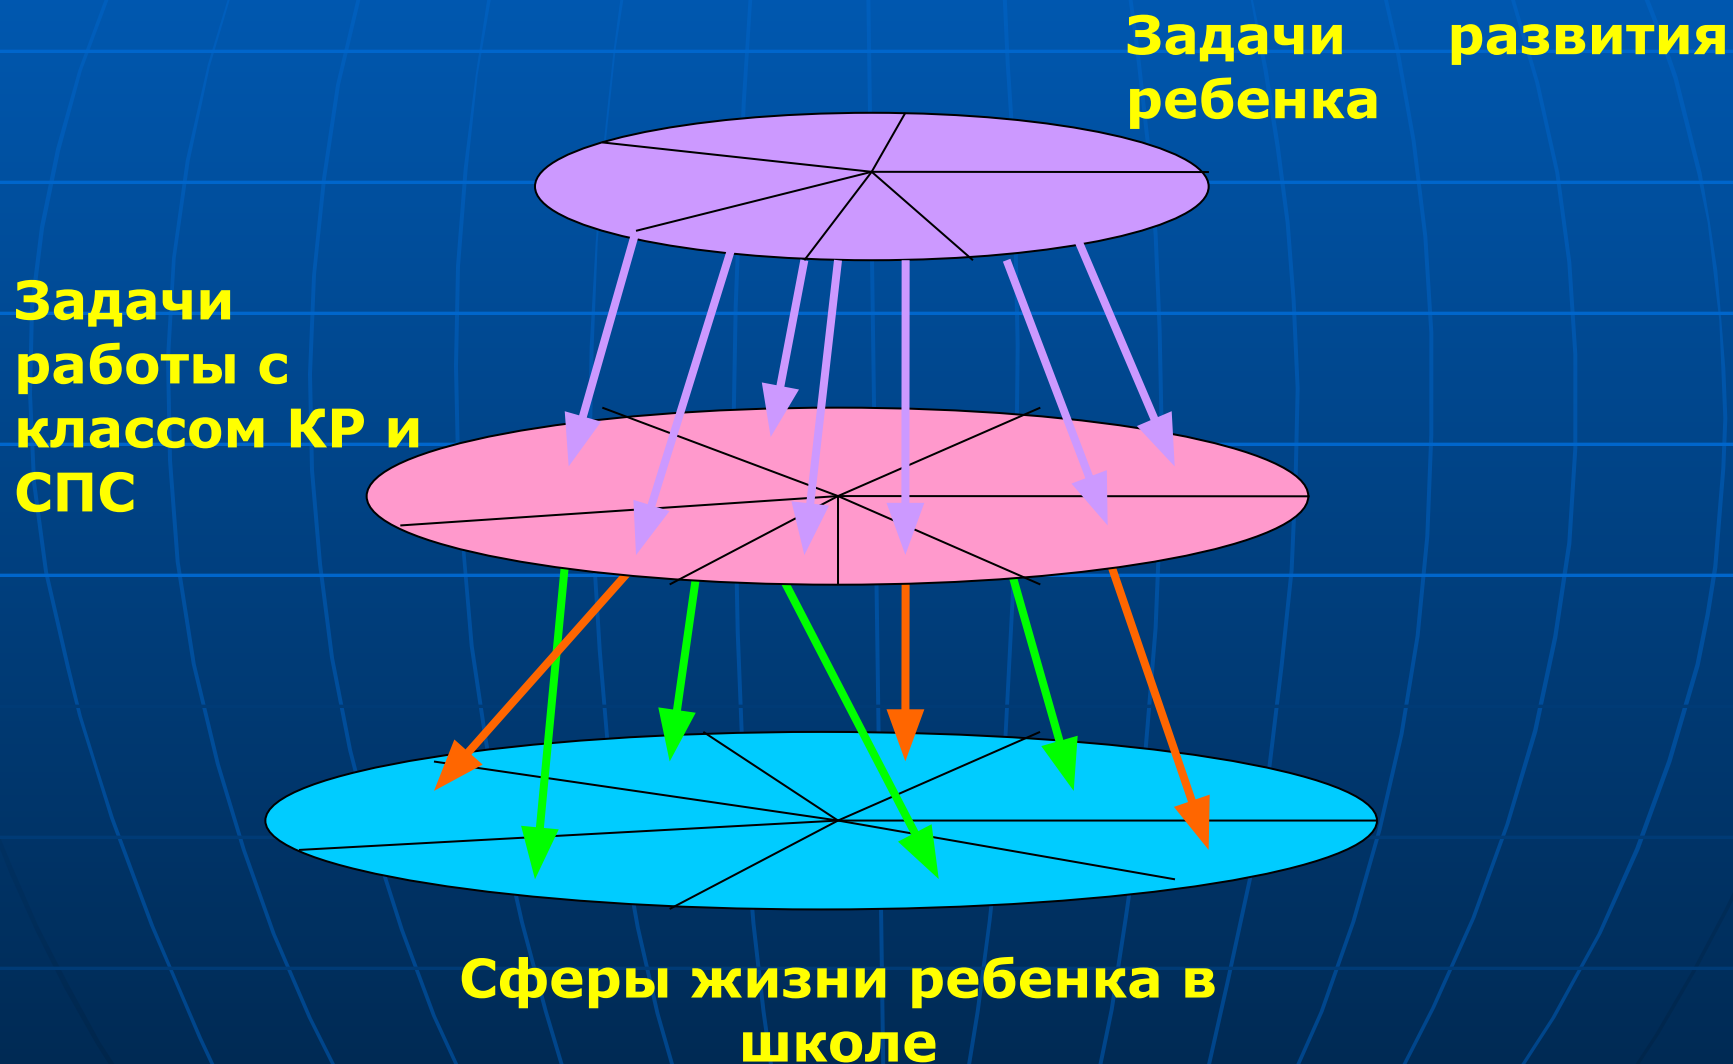 Задачи развития
ребенка
Задачи
работы с
классом КР и
СПС
Сферы жизни ребенка в
школе